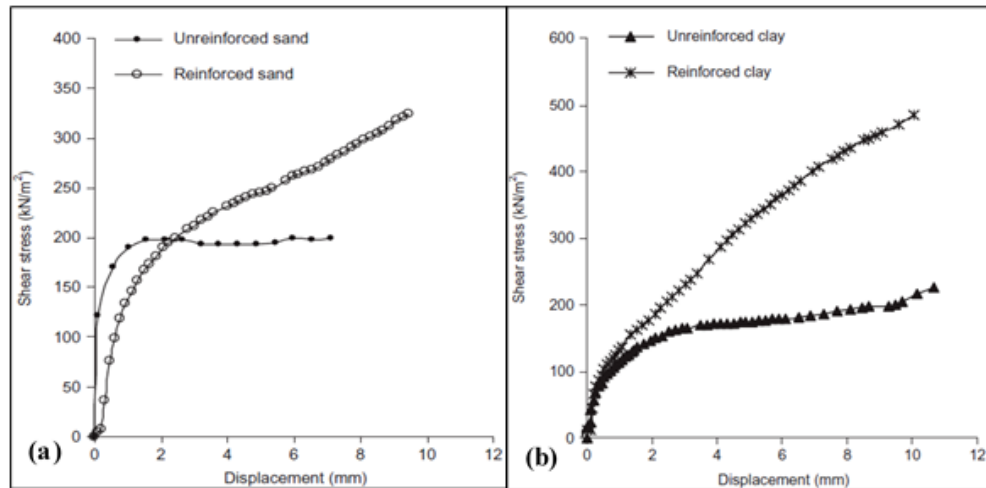 400
350
300
250
200
150
100
50
0
Shear stress (kN/m²)
Unreinforced sand
Reinforced sand
0 2 4 6 8 10 12
Displacement (mm)
(a)
600
500
400
300
200
100
0
Shear stress (kN/m²)
Unreinforced clay
Reinforced clay
0 2 4 6 8 10 12
Displacement (mm)
(b)